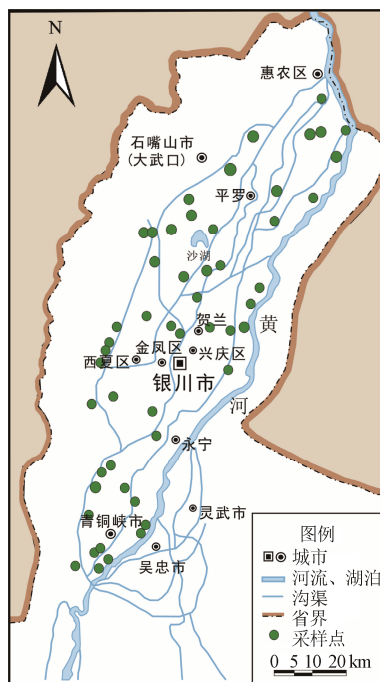 N
惠农区
石嘴山市
(大武口)
平罗
沙湖
贺兰
黄
金凤区
兴庆区
西夏区
银川市
河
永宁
灵武市
青铜峡市
吴忠市
图例
城市
河流、湖泊
沟渠
省界
采样点
0 5 10 20 km